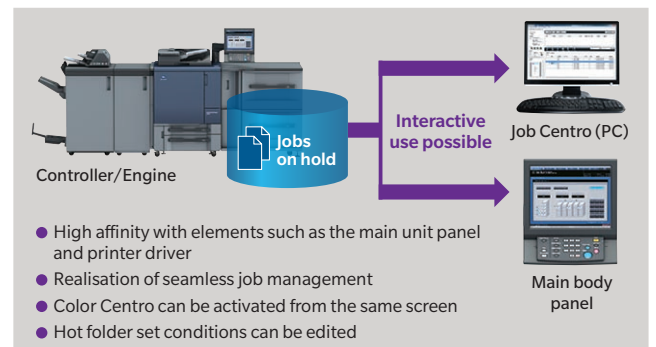 Jobs
on hold
Interactive
use possible
Job Centro (PC)
Controller/Engine
Main body
panel
● High affinity with elements such as the main unit panel
and printer driver
● Realisation of seamless job management
● Color Centro can be activated from the same screen
● Hot folder set conditions can be edited